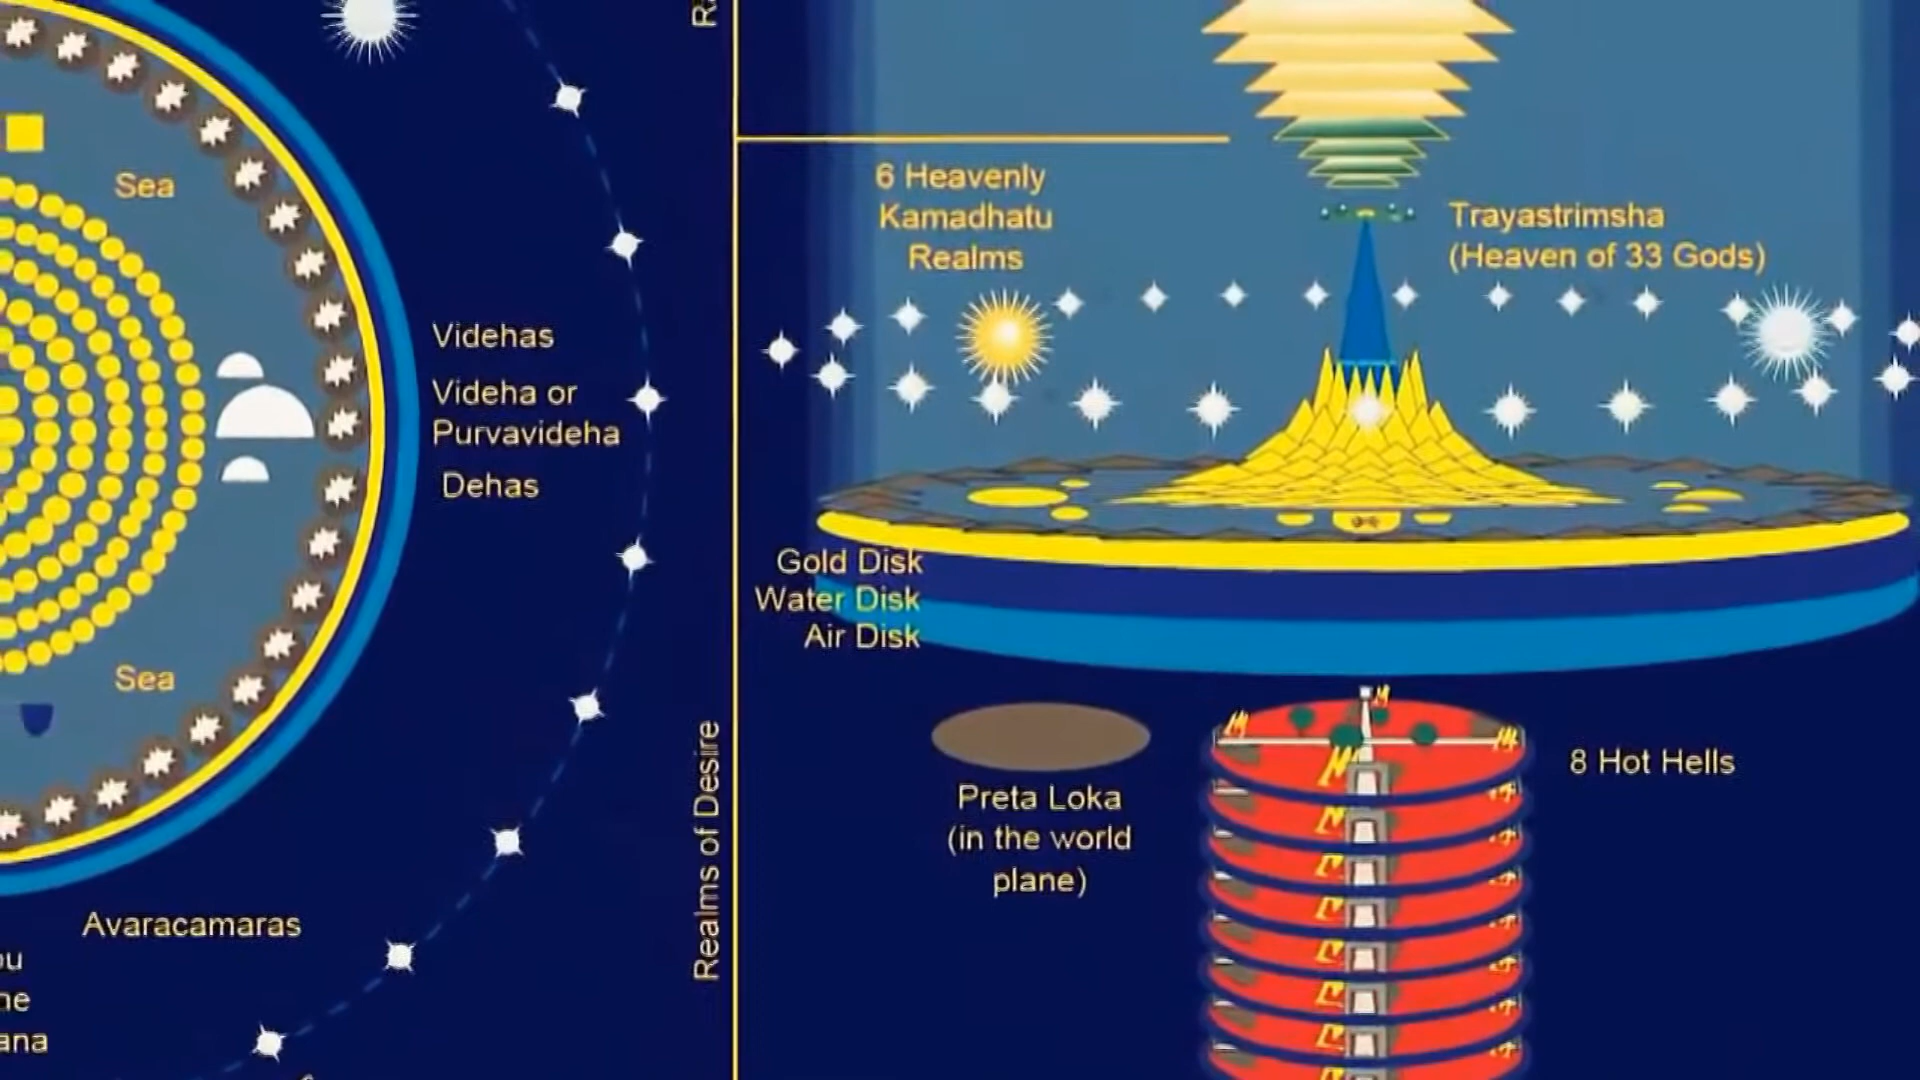 Sea
Videhas
Videha or
Purvavideha
Dehas
Sea
Avaracamaras
Realms of Desire
6 Heavenly
Kamadhatu
Realms
Trayastrimsha
(Heaven of 33 Gods)
Gold Disk
Water Disk
Air Disk
Preta Loka
(in the world
plane)
8 Hot Hells